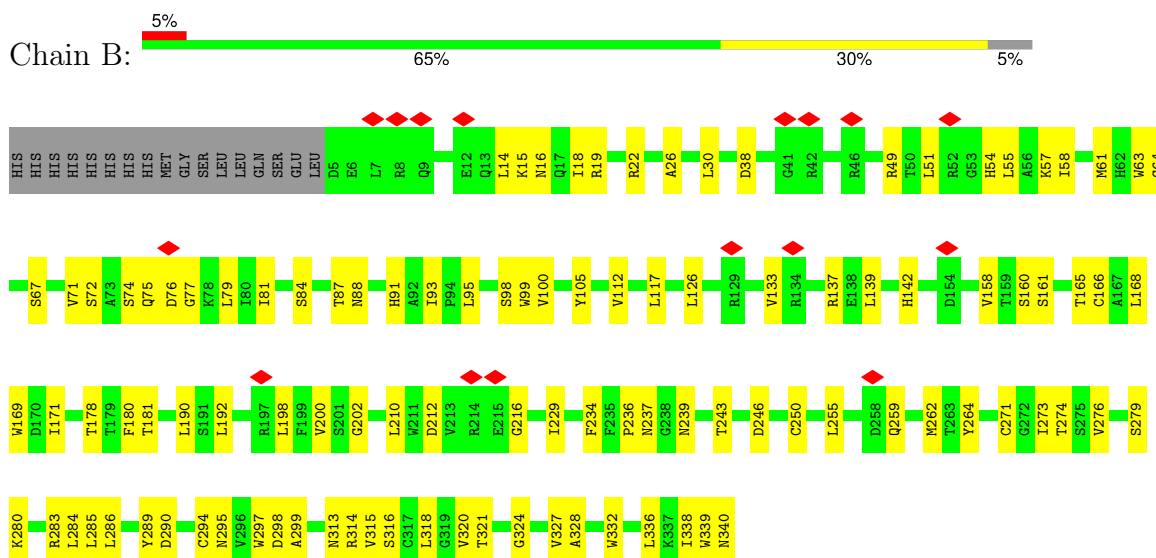 5%
Chain B:
65% 30% 5%
HIS HIS HIS HIS HIS HIS HIS MET GLY SER LEU LEU GLN SER GLU LEU D5 E6 L7 R8 Q9 E12 Q13 L14 K15 N16 Q17 I18 R19 R22 A26 L30 D38 G41 R42 R46 R49 T50 L51 R52 G53 H54 L55 A56 K57 I58 M61 H62 W63
S67 V71 S72 A73 S74 Q75 D76 G77 K78 L79 I80 I81 S84 T87 N88 H91 A92 I93 P94 L95 S98 W99 V100 Y105 V112 L117 L126 R129 V133 R134 R137 E138 L139 H142 D154 V158 T159 S160 S161 T165 C166 A167 L168
W169 D170 I171 T178 T179 F180 T181 L190 S191 L192 R197 L198 F199 V200 S201 G202 L210 W211 D212 V213 R214 E215 G216 I229 F234 F235 P236 N237 G238 N239 T243 D246 C250 L255 D258 Q259 M262 T263 Y264 C271 G272 I273 T274 S275 V276 S279
K280 R283 L284 L285 L286 Y289 D290 C294 N295 V296 W297 D298 A299 N313 R314 V315 S316 C317 L318 G319 V320 T321 G324 V327 A328 W332 L336 K337 I338 W339 N340